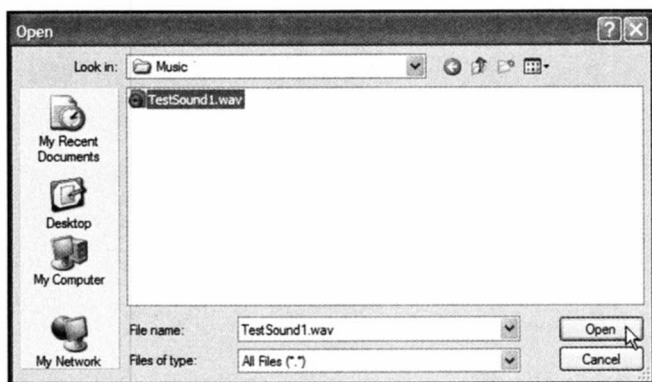 Open
Look in: Music
TestSound1.wav
My Recent
Documents
Desktop
My Computer
My Network
File name: TestSound1.wav
Open
Files of type: All Files (*.*)
Cancel